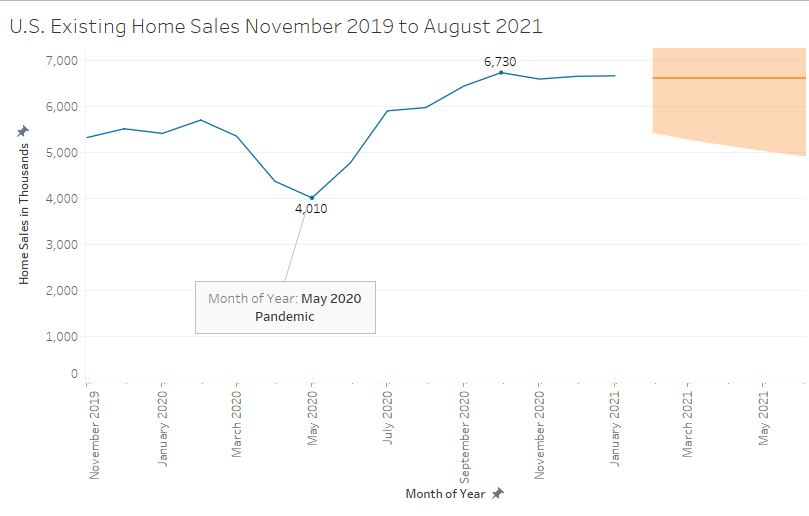 U.S. Existing Home Sales November 2019 to August 2021
7,000
6,000
5,000
4,000
3,000
2,000
1,000
0
Home Sales in Thousands
6,730
4,010
Month of Year: May 2020
Pandemic
November 2019
January 2020
March 2020
May 2020
July 2020
September 2020
November 2020
January 2021
March 2021
May 2021
Month of Year